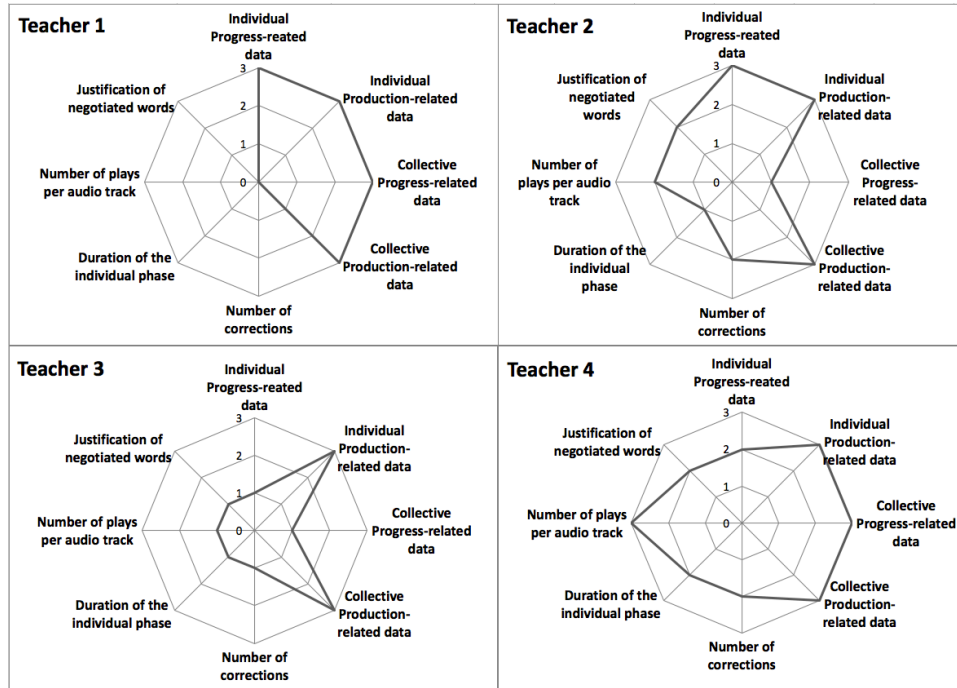 Teacher 1
Individual
Progress-reated
data
Individual
Production-related
data
Collective
Progress-related
data
Collective
Production-related
data
Number of
corrections
Duration of the
individual phase
Number of plays
per audio track
Justification of
negotiated words
3
2
1
0
Teacher 2
Individual
Progress-reated
data
Individual
Production-
related data
Collective
Progress-
related data
Collective
Production-
related data
Number of
corrections
Duration of the
individual
phase
Number of
plays per audio
track
Justification of
negotiated
words
3
2
1
0
Teacher 3
Individual
Progress-reated
data
Individual
Production-
related data
Collective
Progress-related
data
Collective
Production-
related data
Number of
corrections
Duration of the
individual phase
Number of plays
per audio track
Justification of
negotiated words
3
2
1
0
Teacher 4
Individual
Progress-reated
data
Individual
Production-
related data
Collective
Progress-related
data
Collective
Production-
related data
Number of
corrections
Duration of the
individual phase
Number of plays
per audio track
Justification of
negotiated words
3
2
1
0